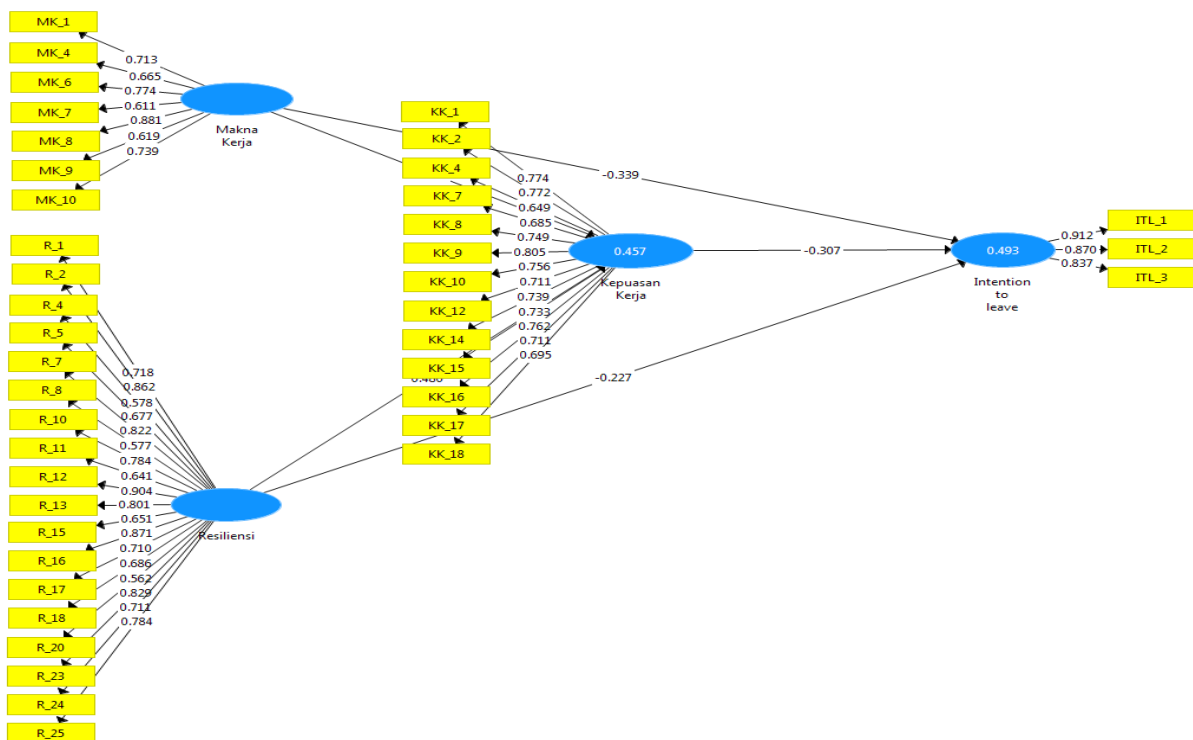 MK_1
MK_4
MK_6
MK_7
MK_8
MK_9
MK_10
0.713
0.665
0.774
0.611
0.881
0.619
0.739
Makna
Kerja
R_1
R_2
R_4
R_5
R_7
R_8
R_10
R_11
R_12
R_13
R_15
R_16
R_17
R_18
R_20
R_23
R_24
R_25
0.718
0.862
0.578
0.677
0.822
0.577
0.784
0.641
0.904
0.801
0.651
0.871
0.710
0.686
0.562
0.829
0.711
0.784
Resiliensi
KK_1
KK_2
KK_4
KK_7
KK_8
KK_9
KK_10
KK_12
KK_14
KK_15
KK_16
KK_17
KK_18
0.774
0.772
0.649
0.685
0.749
0.805
0.756
0.711
0.739
0.733
0.762
0.711
0.695
0.457
Kepuasan
Kerja
-0.339
-0.307
-0.227
0.493
Intention
to
leave
0.912
0.870
0.837
ITL_1
ITL_2
ITL_3